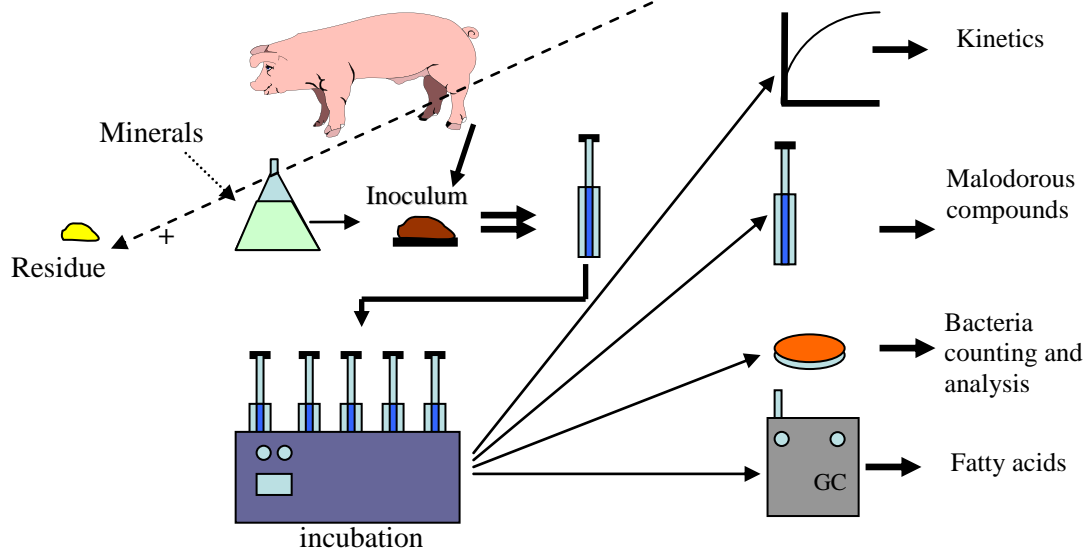 Kinetics
Minerals
Inoculum
Malodorous
compounds
+
Residue
Bacteria
counting and
analysis
GC
Fatty acids
incubation